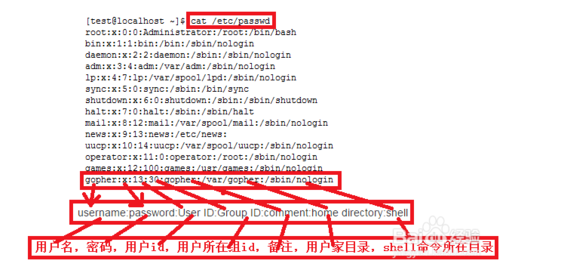 [test@localhost ~]$ cat /etc/passwd
root:x:0:0:Administrator:/root:/bin/bash
bin:x:1:1:bin:/bin:/sbin/nologin
daemon:x:2:2:daemon:/sbin:/sbin/nologin
adm:x:3:4:adm:/var/adm:/sbin/nologin
lp:x:4:7:lp:/var/spool/lpd:/sbin/nologin
sync:x:5:0:sync:/sbin:/bin/sync
shutdown:x:6:0:shutdown:/sbin:/sbin/shutdown
halt:x:7:0:halt:/sbin:/sbin/halt
mail:x:8:12:mail:/var/spool/mail:/sbin/nologin
news:x:9:13:news:/etc/news:
uucp:x:10:14:uucp:/var/spool/uucp:/sbin/nologin
operator:x:11:0:operator:/root:/sbin/nologin
games:x:12:100:games:/usr/games:/sbin/nologin
gopher:x:13:30:gopher:/var/gopher:/sbin/nologin
username:password:User ID:Group ID:comment:home directory:shell
用户名，密码，用户id，用户所在组id，备注，用户家目录，shell命令所在目录